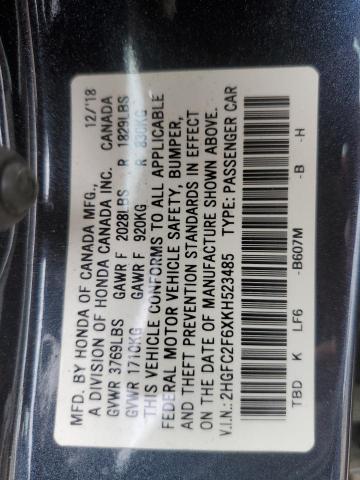 MFD. BY HONDA OF CANADA MFG., 12/'18
A DIVISION OF HONDA CANADA INC. CANADA
GVWR 3769LBS GAWR F 2028LBS R 1829LBS
GVWR 1710KG GAWR F 920KG R 830KG
THIS VEHICLE CONFORMS TO ALL APPLICABLE
FEDERAL MOTOR VEHICLE SAFETY, BUMPER,
AND THEFT PREVENTION STANDARDS IN EFFECT
ON THE DATE OF MANUFACTURE SHOWN ABOVE.
V.I.N.: 2HGFC2F6XKH523485 TYPE: PASSENGER CAR
TBD K LF6 -B607M -B -H